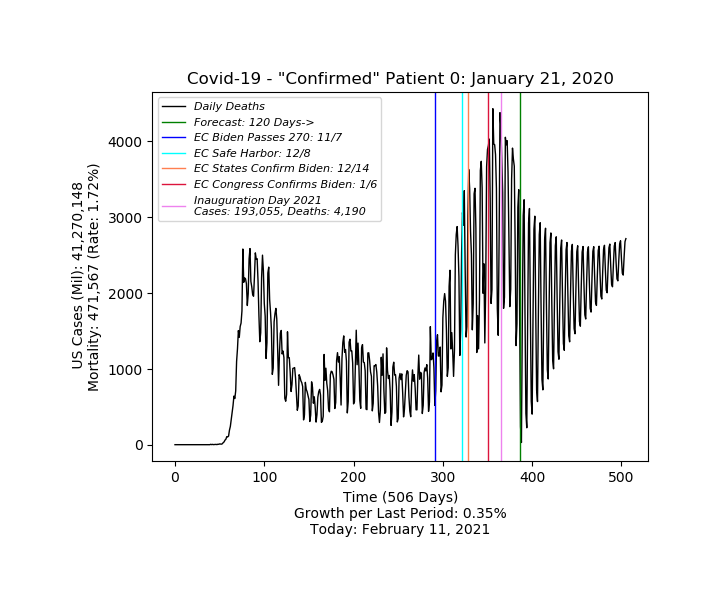 Covid-19 - "Confirmed" Patient 0: January 21, 2020
Daily Deaths
Forecast: 120 Days->
EC Biden Passes 270: 11/7
EC Safe Harbor: 12/8
EC States Confirm Biden: 12/14
EC Congress Confirms Biden: 1/6
Inauguration Day 2021
Cases: 193,055, Deaths: 4,190
US Cases (Mil): 41,270,148
Mortality: 471,567 (Rate: 1.72%)
4000
3000
2000
1000
0
0 100 200 300 400 500
Time (506 Days)
Growth per Last Period: 0.35%
Today: February 11, 2021